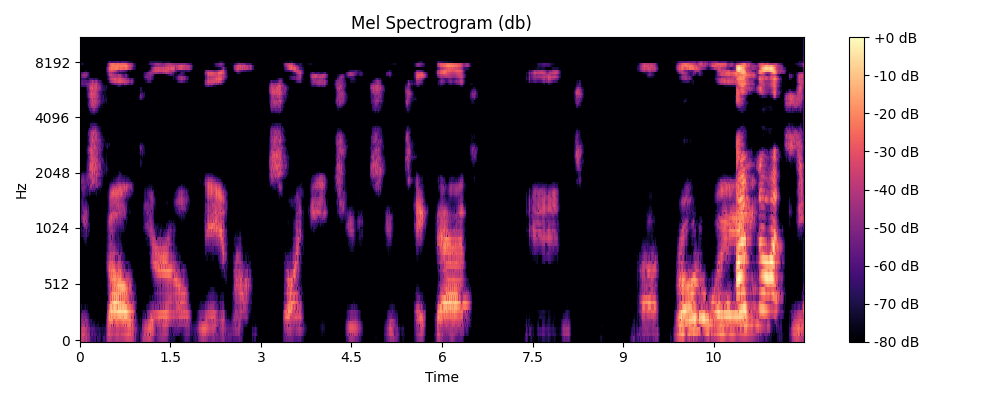 Mel Spectrogram (db)
8192
4096
2048
1024
512
0
Hz
0 1.5 3 4.5 6 7.5 9 10
Time
+0 dB
-10 dB
-20 dB
-30 dB
-40 dB
-50 dB
-60 dB
-70 dB
-80 dB